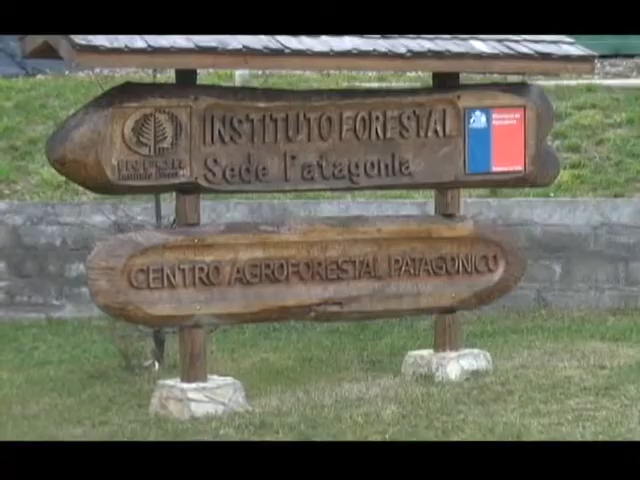 INSTITUTO FORESTAL
Sede Patagonia
CENTRO AGROFORESTAL PATAGONICO